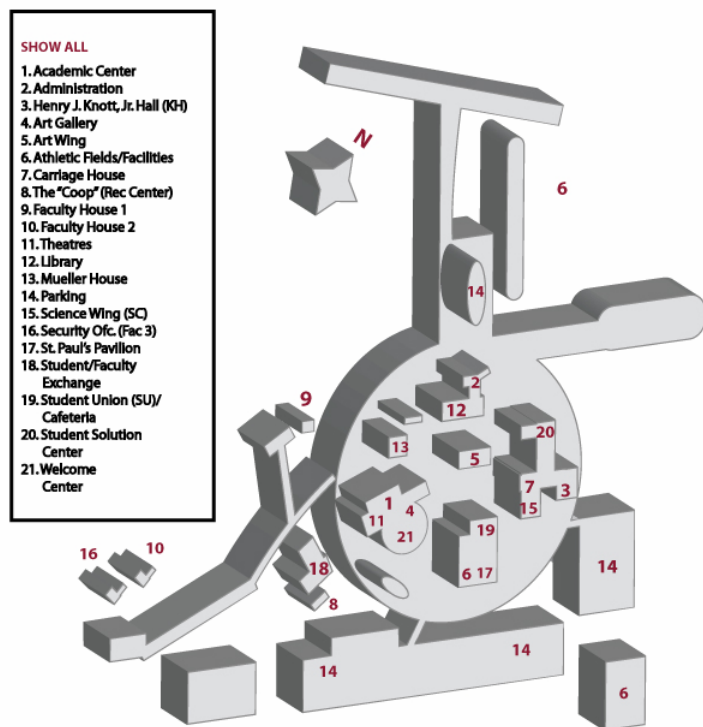 SHOW ALL
1. Academic Center
2. Administration
3. Henry J. Knott, Jr. Hall (KH)
4. Art Gallery
5. Art Wing
6. Athletic Fields/Facilities
7. Carriage House
8. The "Coop" (Rec Center)
9. Faculty House 1
10. Faculty House 2
11. Theatres
12. Library
13. Mueller House
14. Parking
15. Science Wing (SC)
16. Security Ofc. (Fac 3)
17. St. Paul's Pavilion
18. Student/Faculty
Exchange
19. Student Union (SU)/
Cafeteria
20. Student Solution
Center
21. Welcome
Center
N
6
14
2
12
9
20
13
5
7
3
1
4
15
11
19
21
16
10
18
6 17
14
8
14
14
6